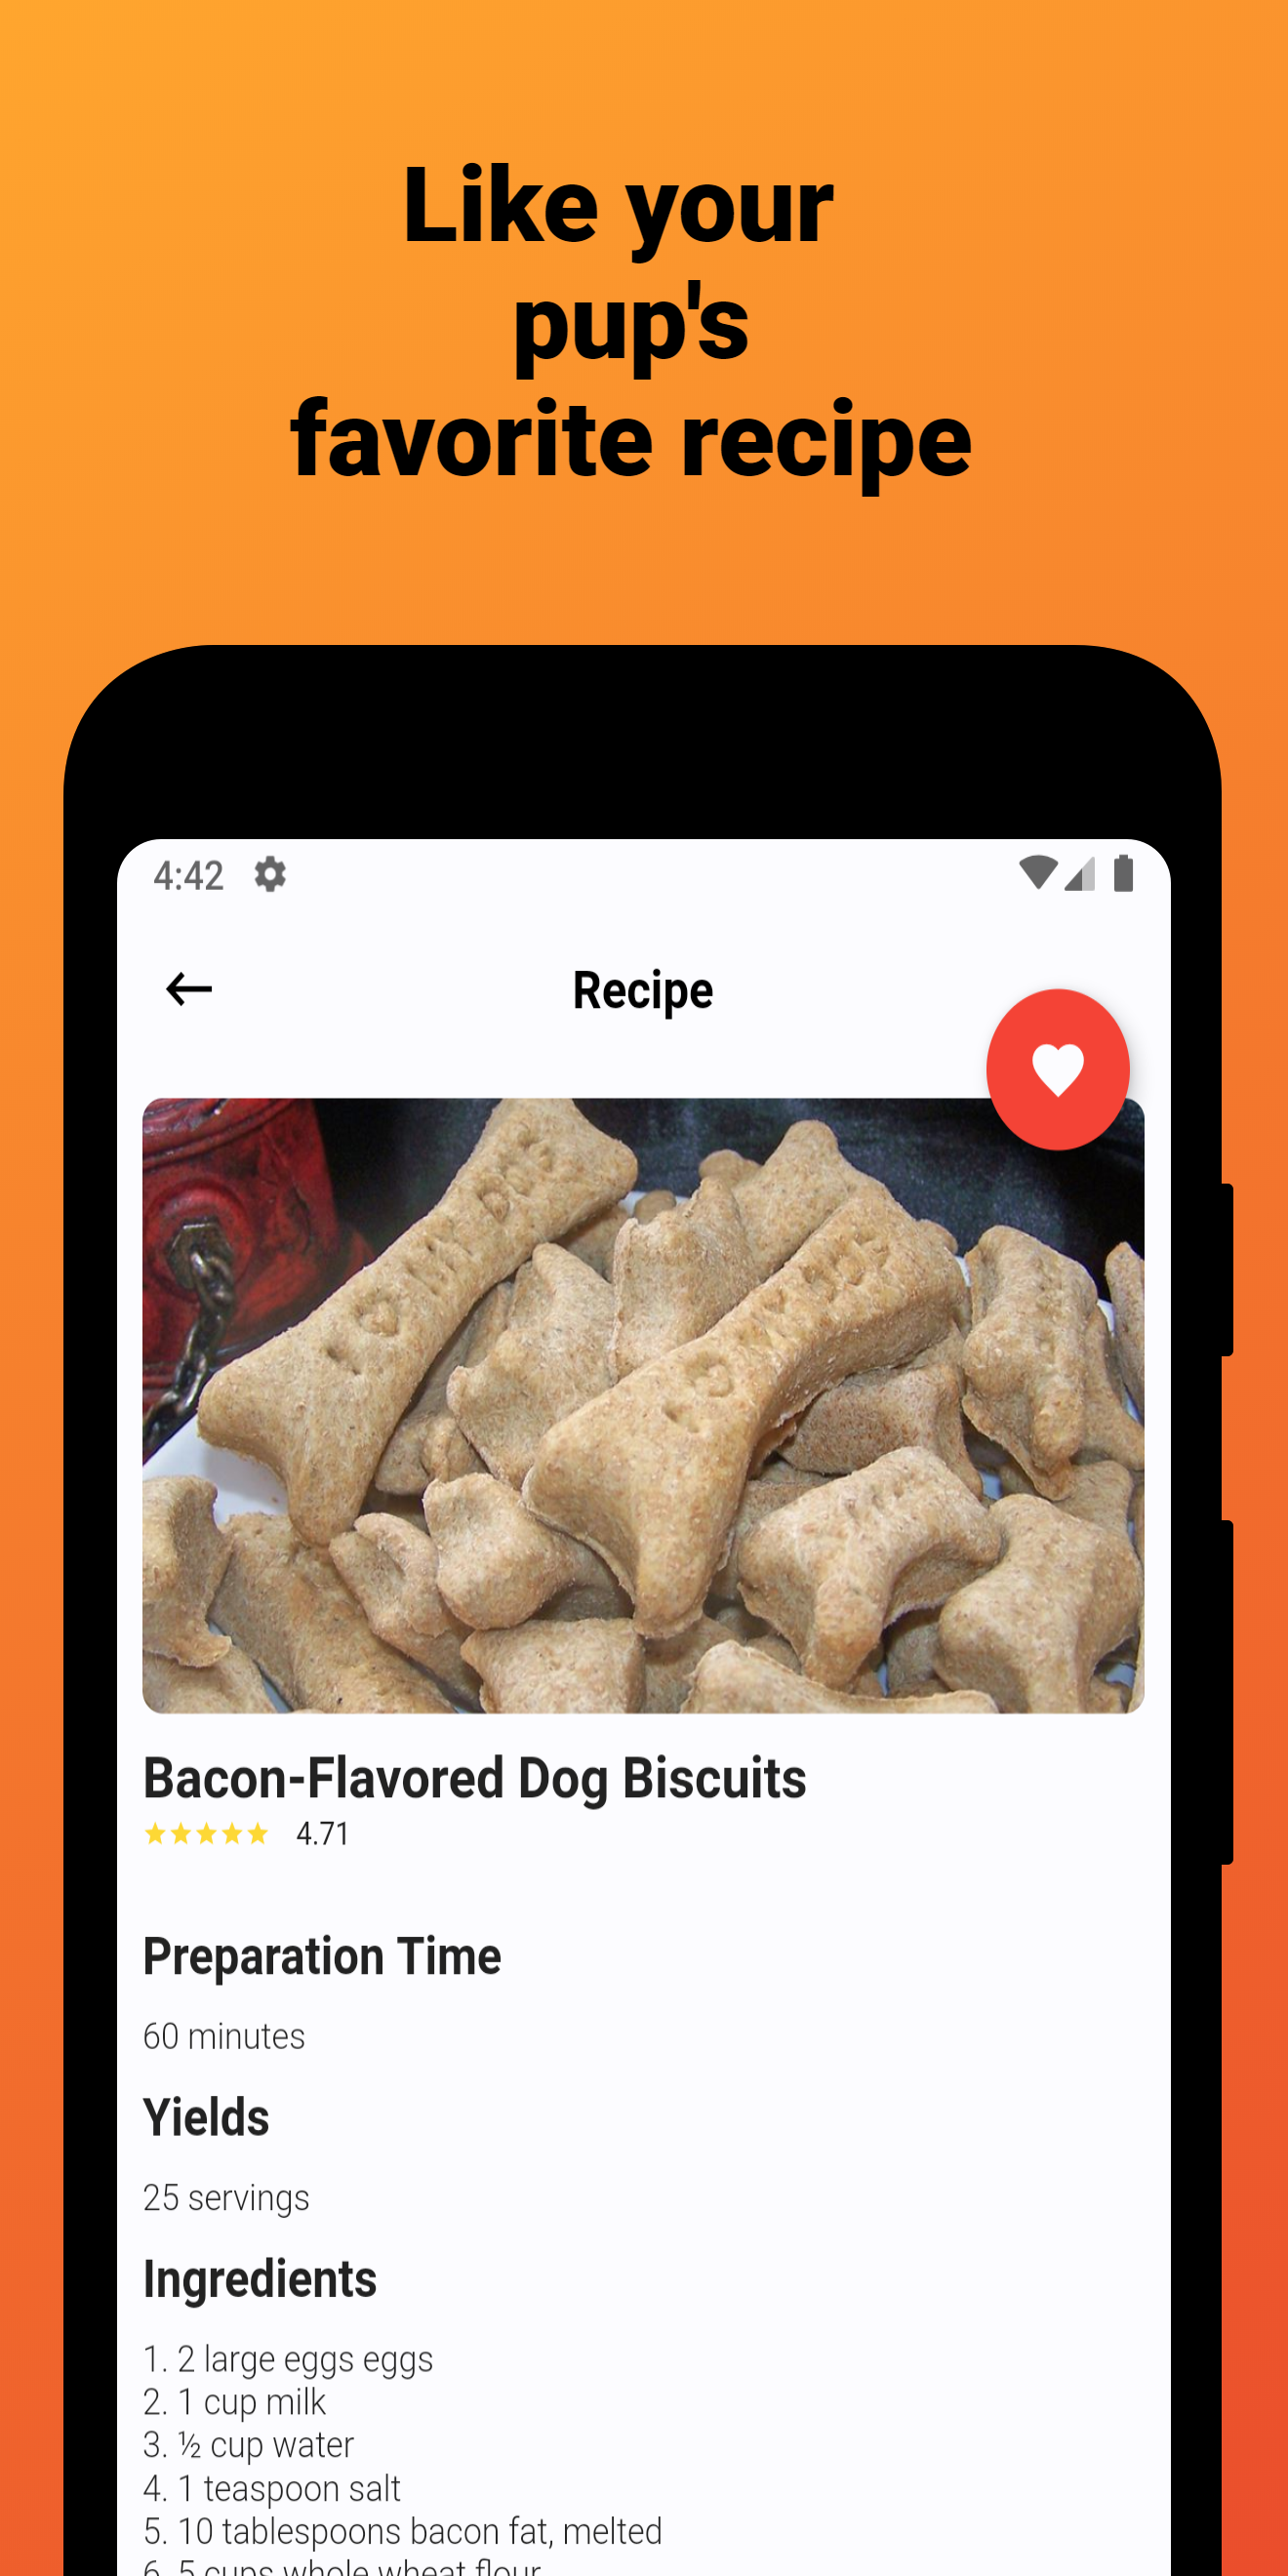 Like your
pup's
favorite recipe
4:42
Recipe
Bacon-Flavored Dog Biscuits
4.71
Preparation Time
60 minutes
Yields
25 servings
Ingredients
1. 2 large eggs eggs
2. 1 cup milk
3. ½ cup water
4. 1 teaspoon salt
5. 10 tablespoons bacon fat, melted
6. 5 cups whole wheat flour